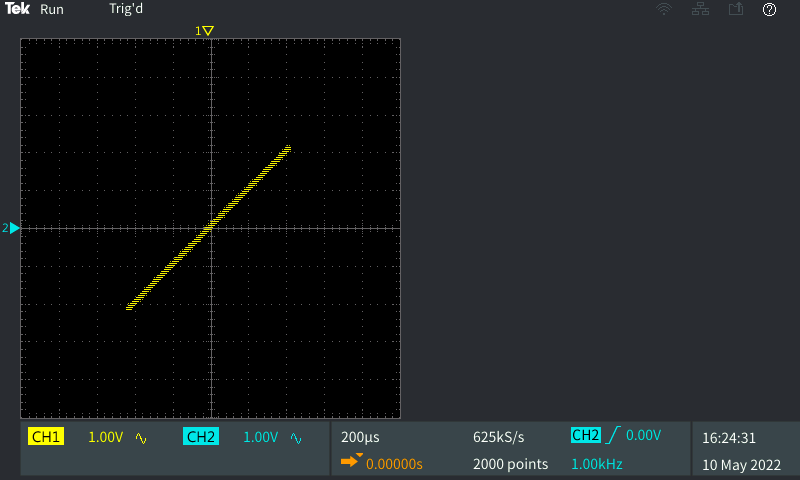 Tek Run Trig'd
1
2
CH1 1.00V CH2 1.00V 200µs 625kS/s CH2 0.00V 16:24:31
0.00000s 2000 points 1.00kHz 10 May 2022